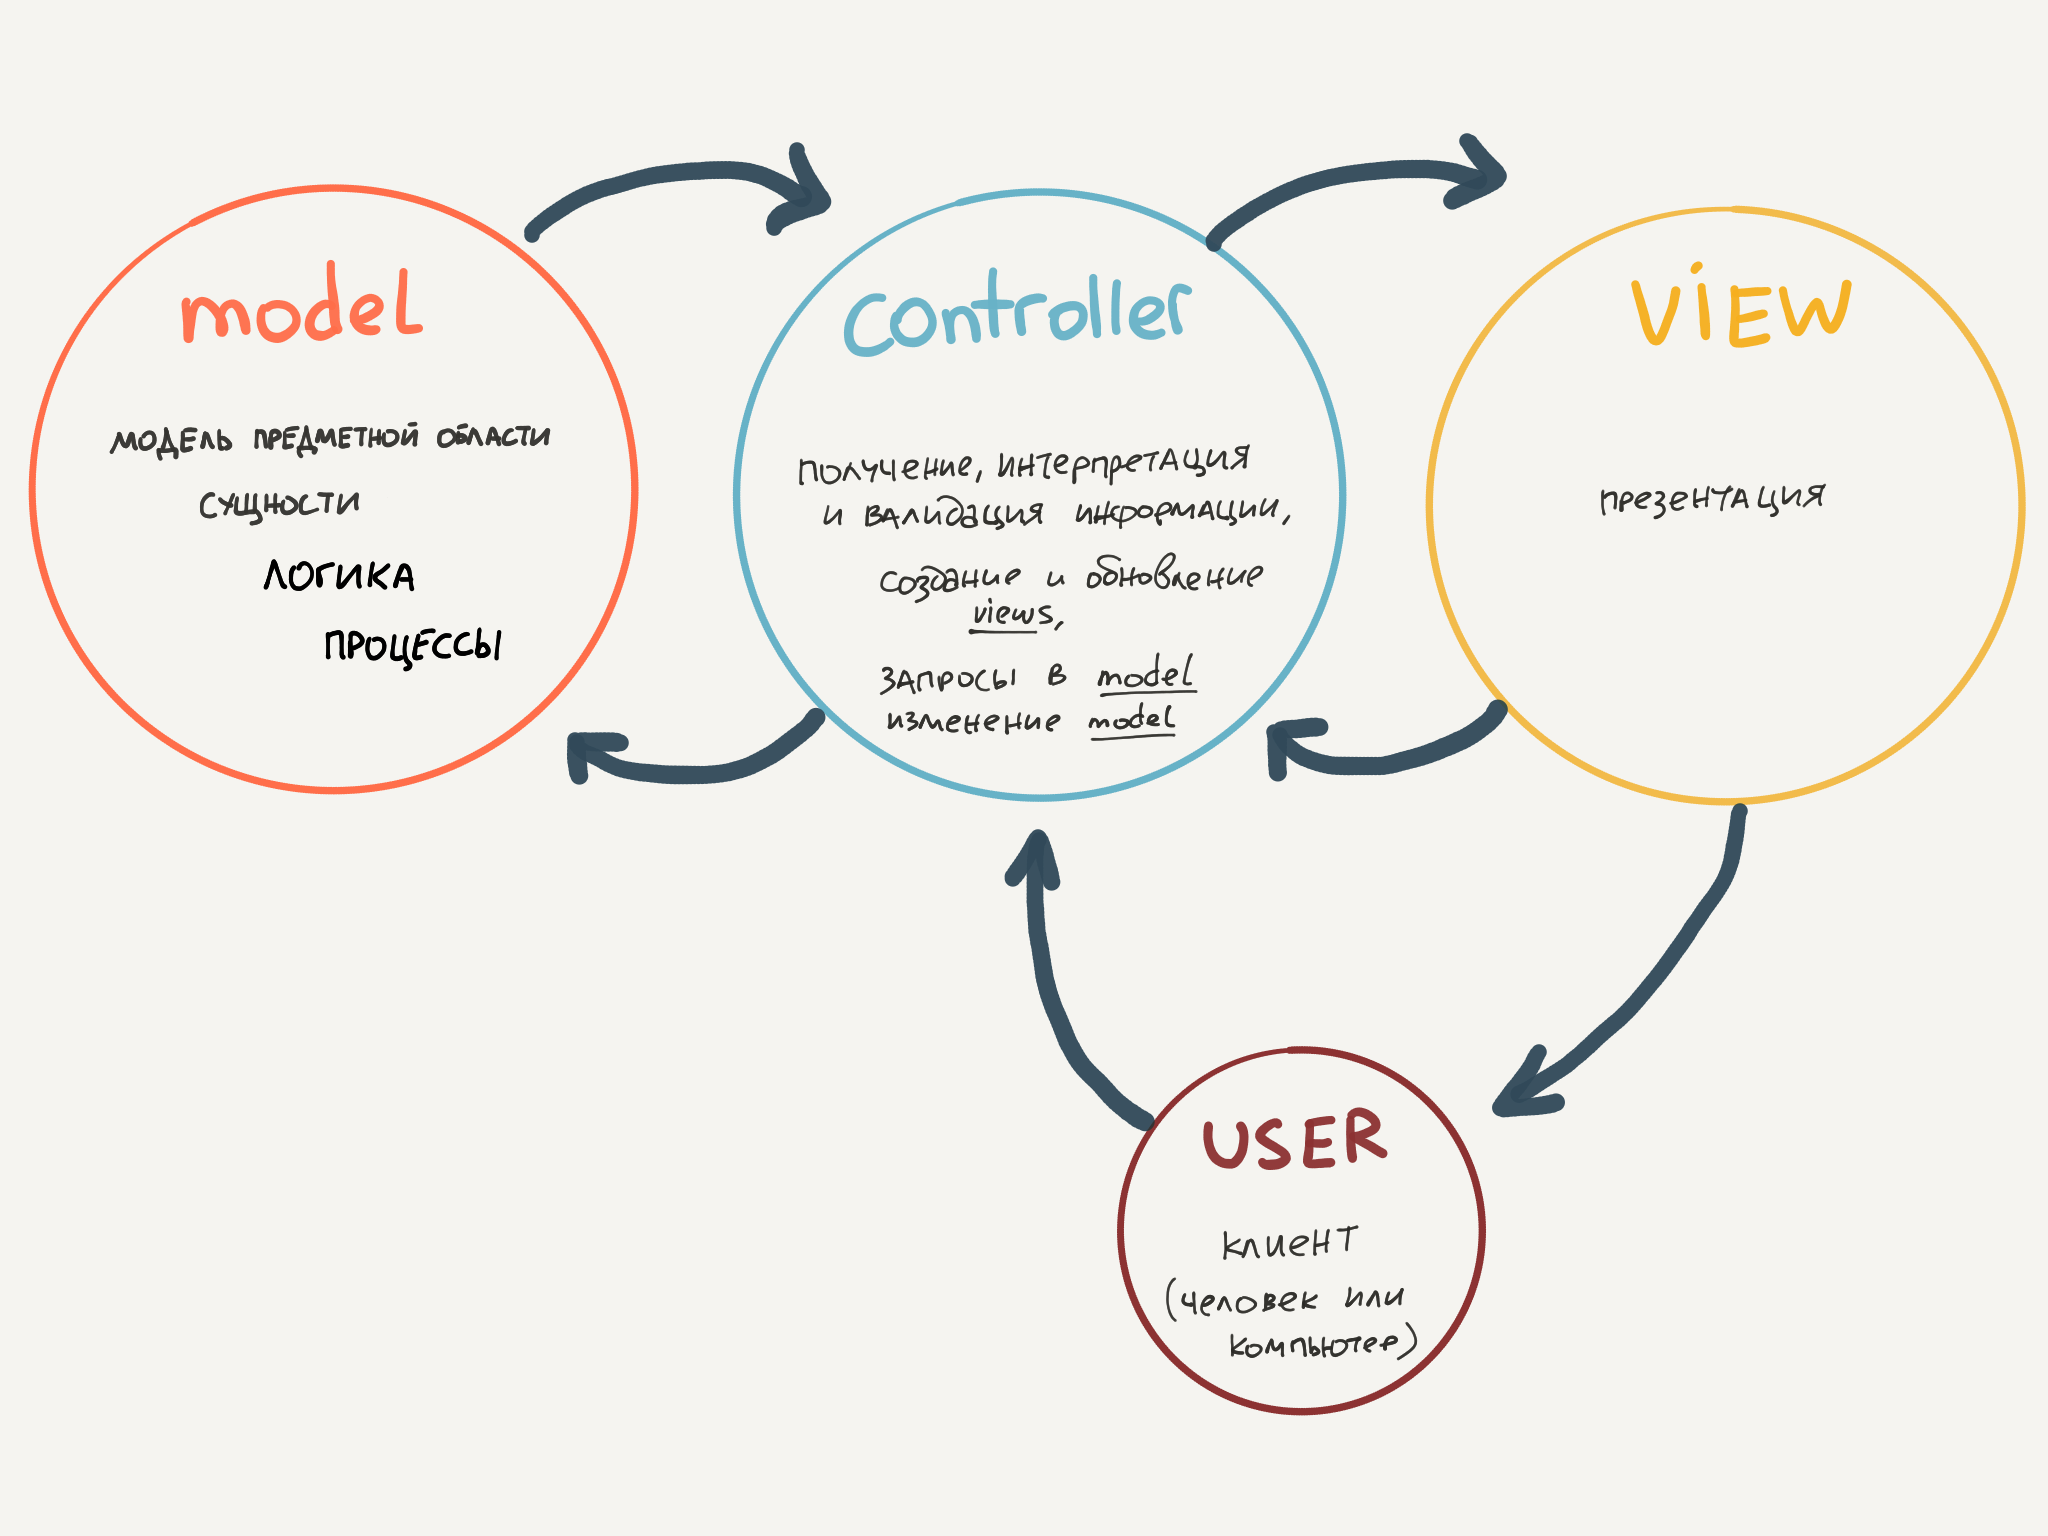 model
модель предметной области
сущности
логика
процессы
controller
получение, интерпретация
и валидация информации,
создание и обновление
views,
запросы в model
изменение model
view
презентация
USER
клиент
(человек или
компьютер)